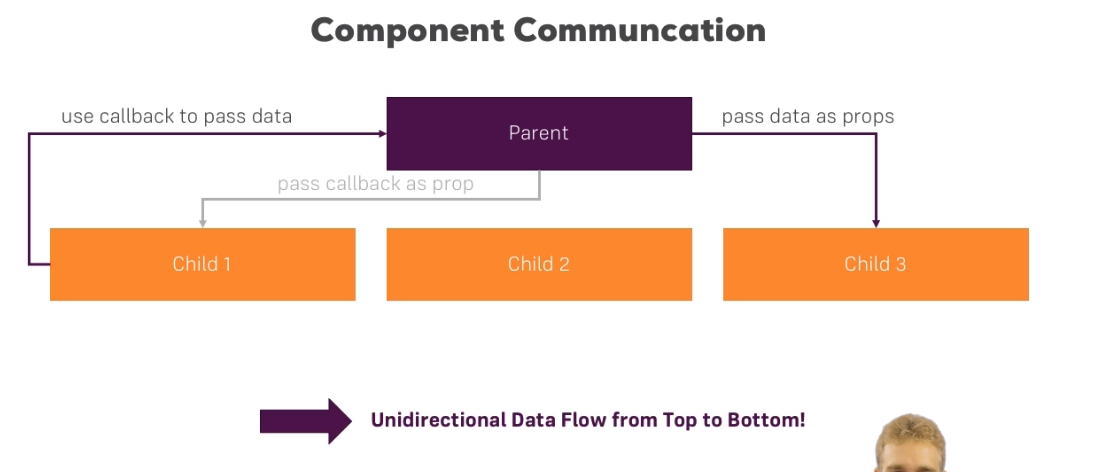 Component Communcation
use callback to pass data
Parent
pass data as props
pass callback as prop
Child 1
Child 2
Child 3
Unidirectional Data Flow from Top to Bottom!